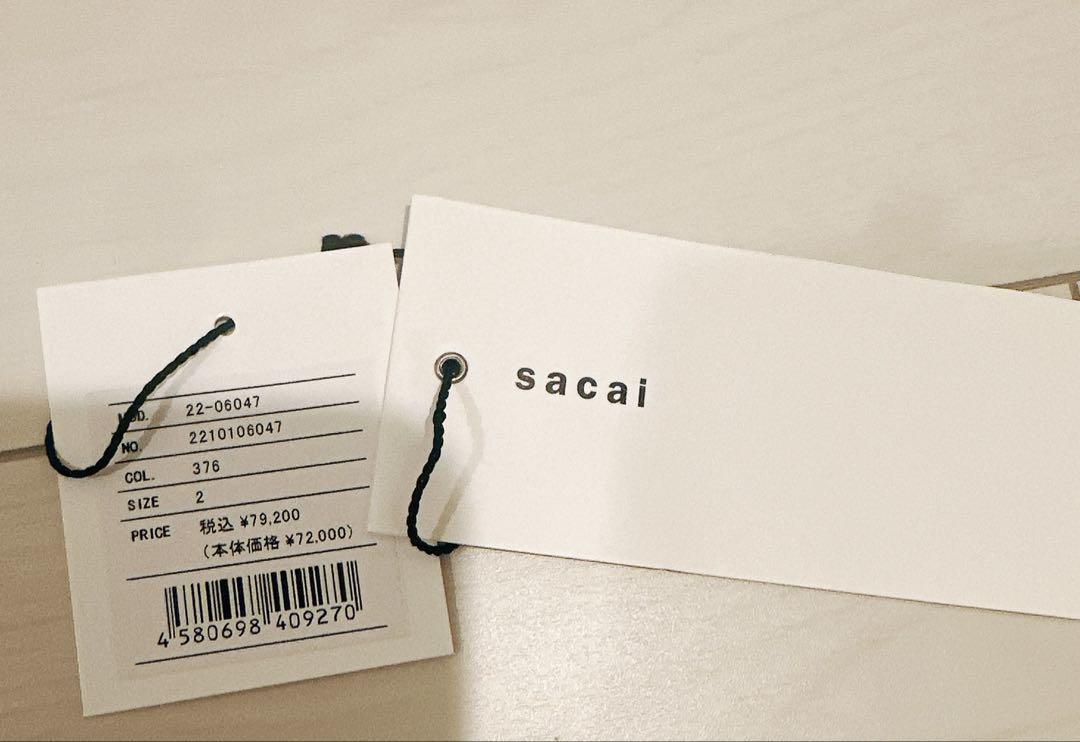 MOD. 22-06047
NO. 2210106047
COL. 376
SIZE 2
PRICE 税込 ¥79,200
(本体価格 ¥72,000)
4 580698 409270
sacai